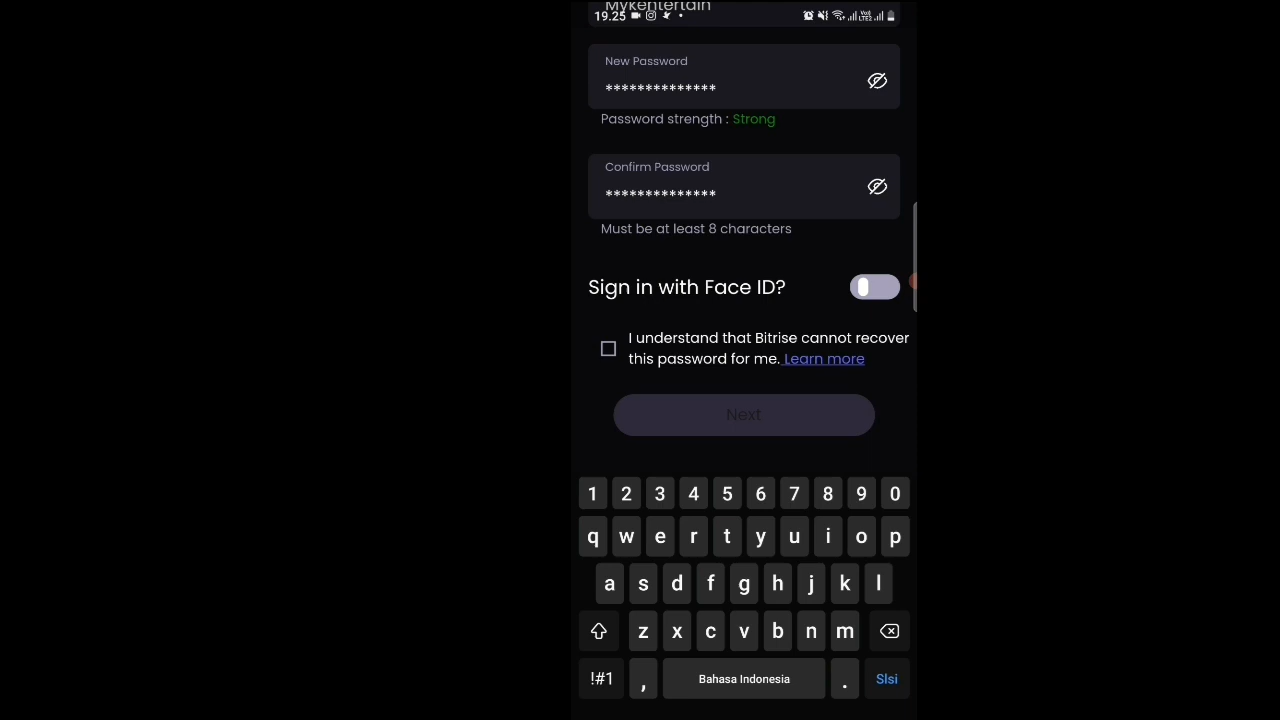 Mykentertain
19.25
New Password
**************
Password strength : Strong
Confirm Password
**************
Must be at least 8 characters
Sign in with Face ID?
I understand that Bitrise cannot recover
this password for me. Learn more
Next
1 2 3 4 5 6 7 8 9 0
q w e r t y u i o p
a s d f g h j k l
z x c v b n m
!#1 , Bahasa Indonesia . Slsi